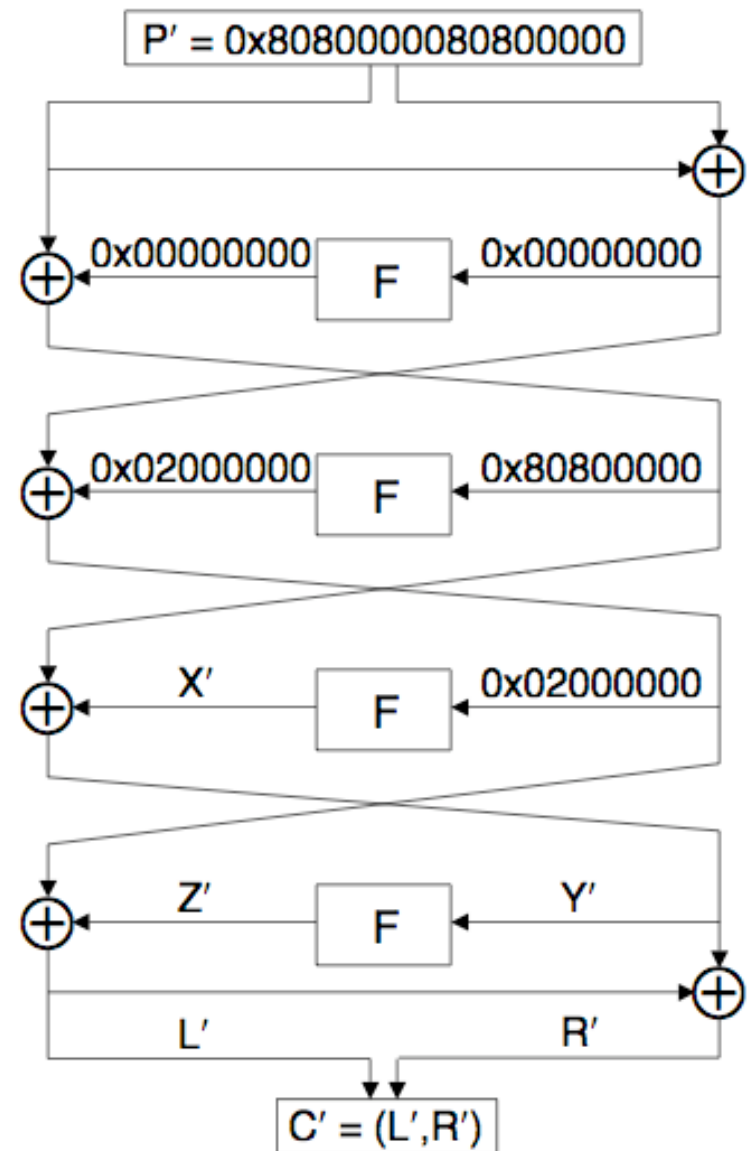 P′ = 0x8080000080800000
0x00000000 F 0x00000000
0x02000000 F 0x80800000
X′ F 0x02000000
Z′ F Y′
L′ R′
C′ = (L′,R′)